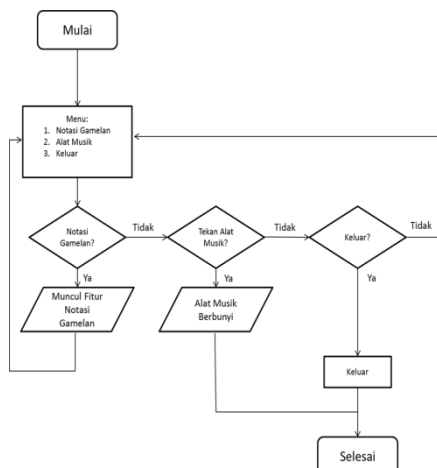 Mulai
Menu:
1. Notasi Gamelan
2. Alat Musik
3. Keluar
Notasi
Gamelan?
Tidak
Tekan Alat
Musik?
Tidak
Keluar?
Tidak
Ya
Ya
Ya
Muncul Fitur
Notasi
Gamelan
Alat Musik
Berbunyi
Keluar
Selesai